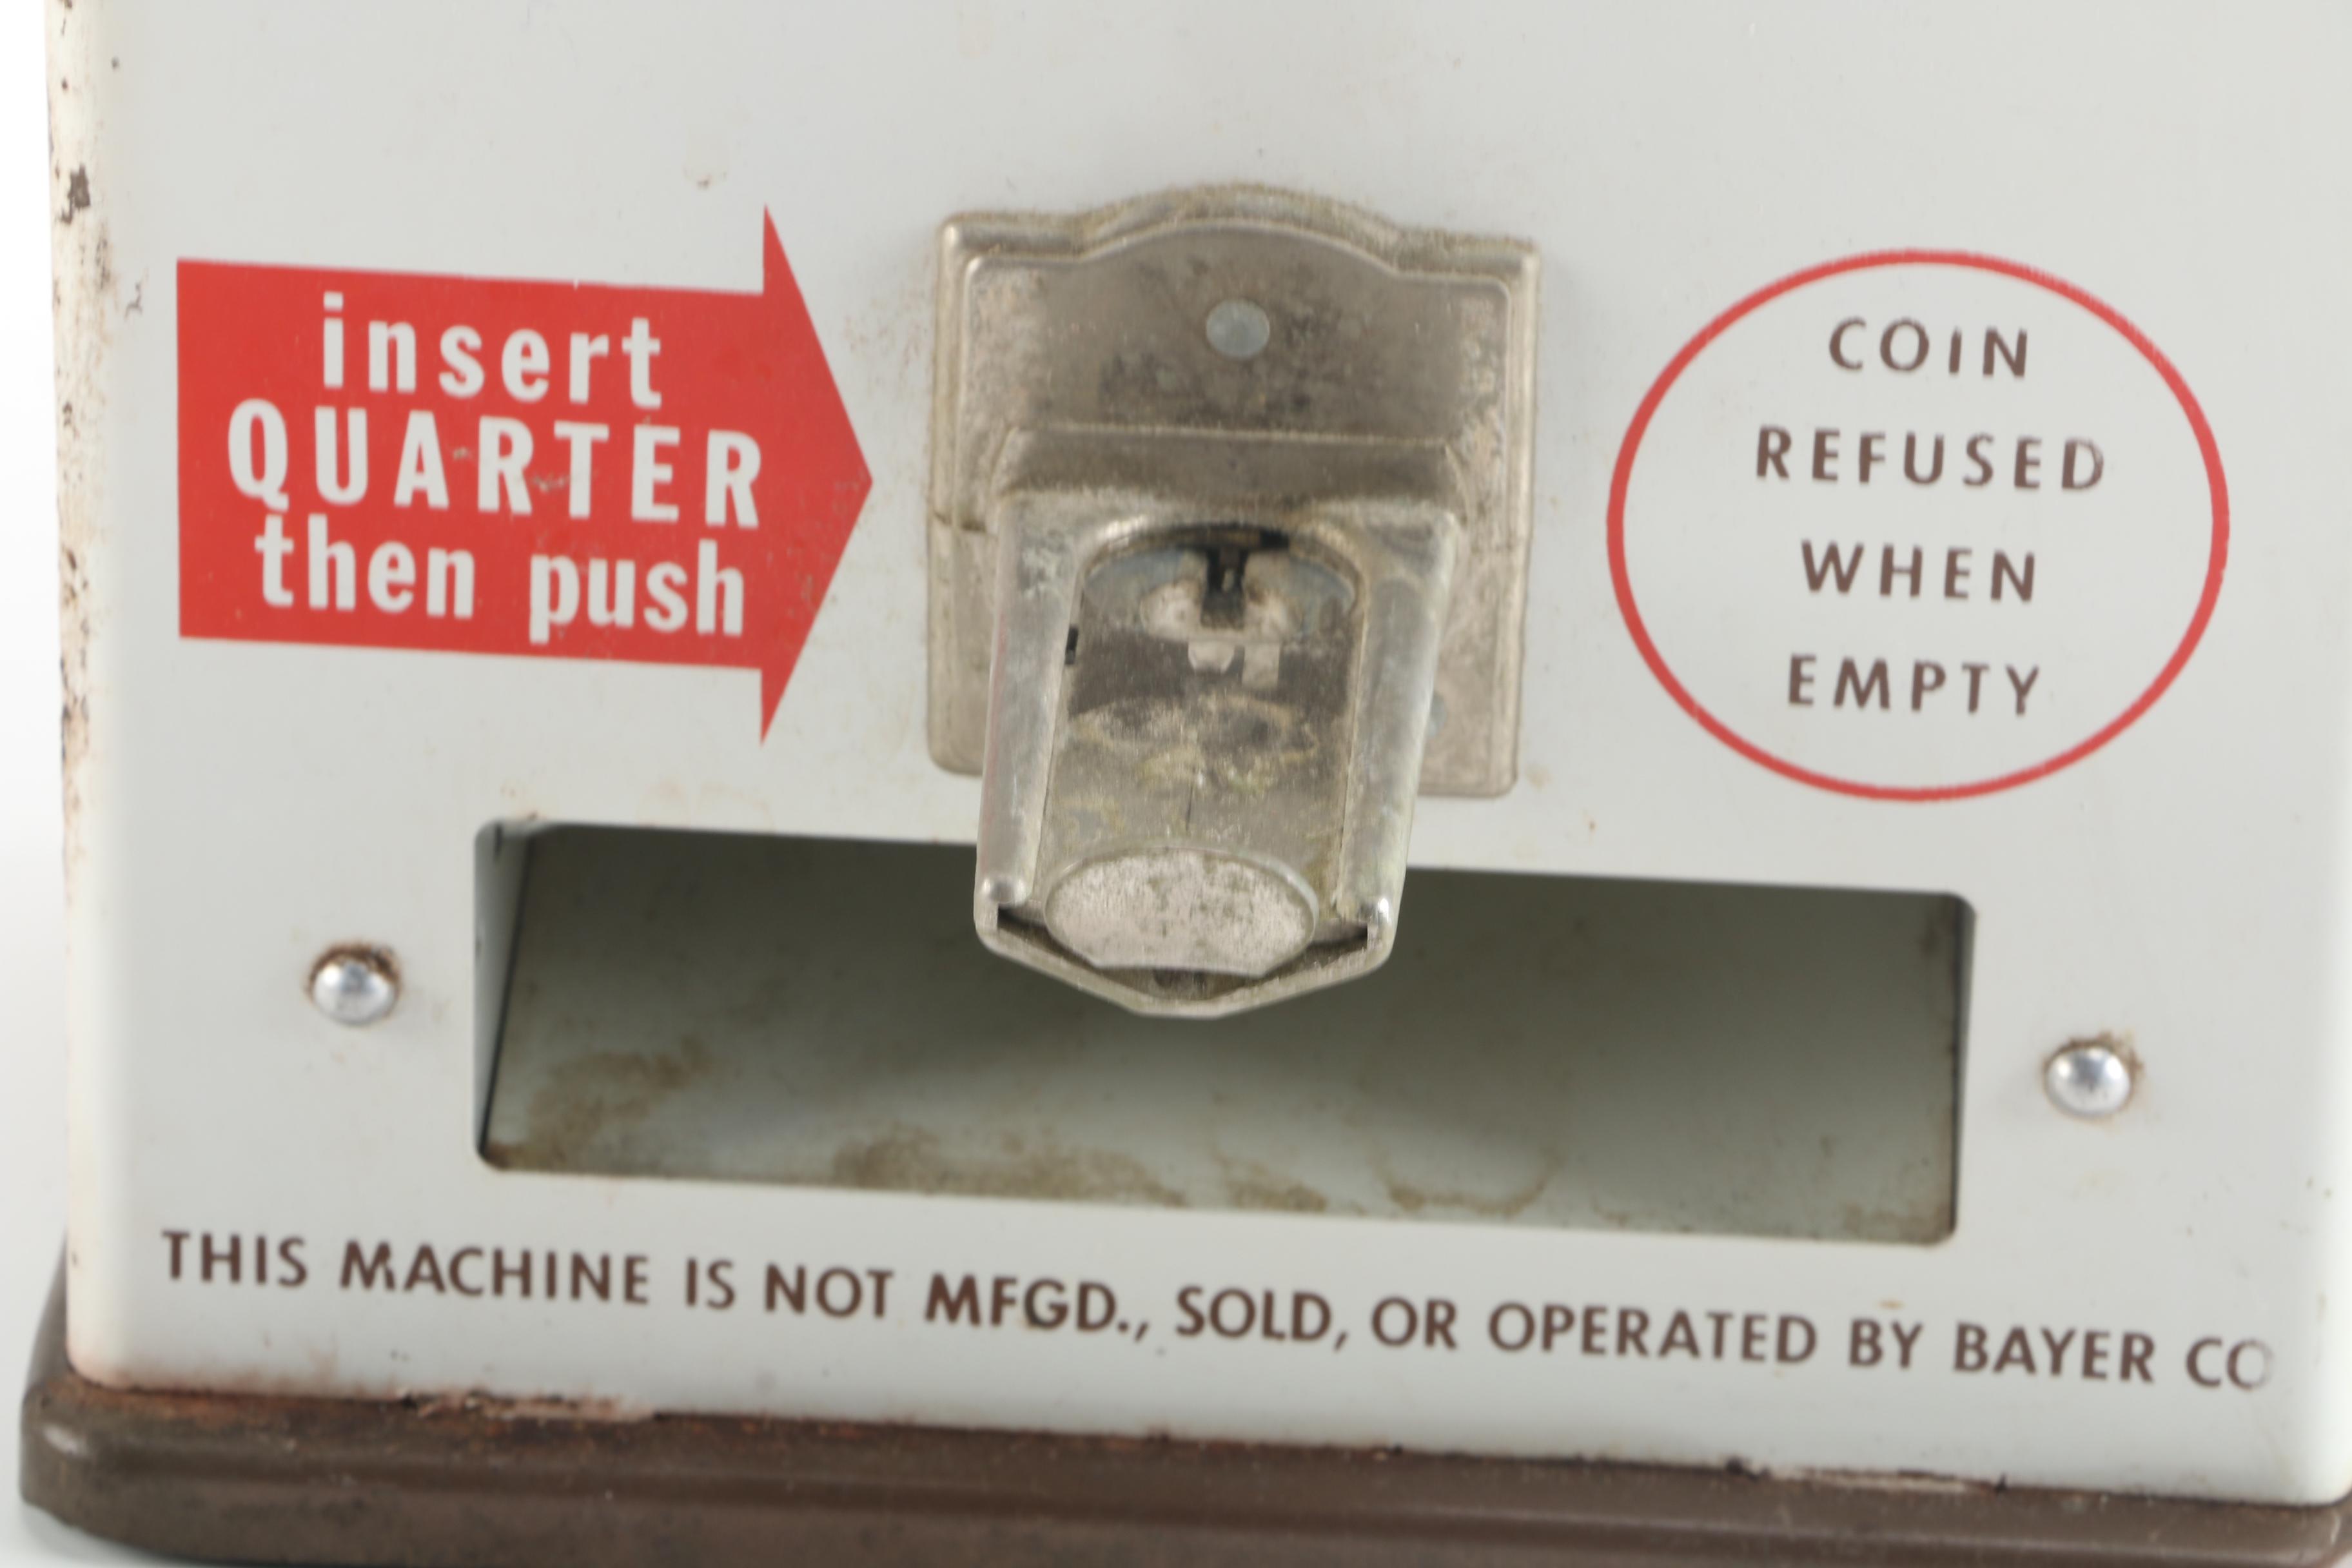 insert
QUARTER
then push
COIN
REFUSED
WHEN
EMPTY
THIS MACHINE IS NOT MFGD., SOLD, OR OPERATED BY BAYER CO